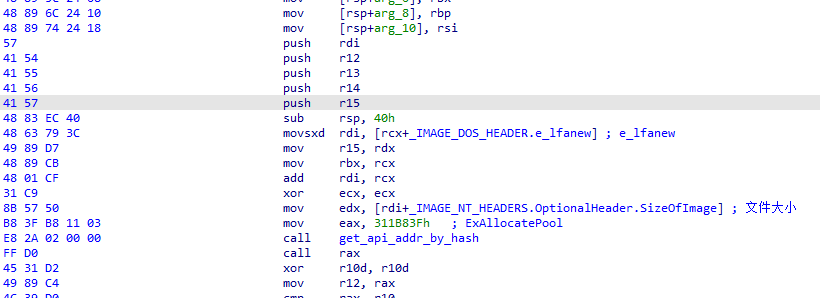 48 89 6C 24 10 mov [rsp+arg_8], rbp
48 89 74 24 18 mov [rsp+arg_10], rsi
57 push rdi
41 54 push r12
41 55 push r13
41 56 push r14
41 57 push r15
48 83 EC 40 sub rsp, 40h
48 63 79 3C movsxd rdi, [rcx+_IMAGE_DOS_HEADER.e_lfanew] ; e_lfanew
49 89 D7 mov r15, rdx
48 89 CB mov rbx, rcx
48 01 CF add rdi, rcx
31 C9 xor ecx, ecx
8B 57 50 mov edx, [rdi+_IMAGE_NT_HEADERS.OptionalHeader.SizeOfImage] ; 文件大小
B8 3F B8 11 03 mov eax, 311B83Fh ; ExAllocatePool
E8 2A 02 00 00 call get_api_addr_by_hash
FF D0 call rax
45 31 D2 xor r10d, r10d
49 89 C4 mov r12, rax
4C 39 D0 cmp rax, r10